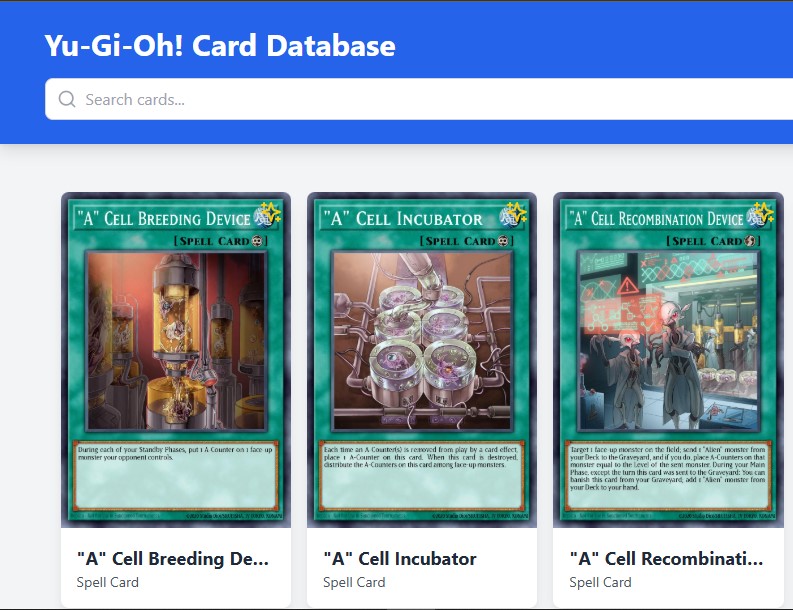 Yu-Gi-Oh! Card Database
Search cards...
"A" Cell Breeding Device
[Spell Card]
During each of your Standby Phases, put 1 A Counter on 1 face up
monster your opponent controls.
"A" Cell Breeding De...
Spell Card
"A" Cell Incubator
[Spell Card]
Each time an A Counter(s) is removed from play by a card effect,
place 1 A-Counter on this card. When this card is destroyed,
distribute the A-Counters on this card among face-up monsters.
"A" Cell Incubator
Spell Card
"A" Cell Recombination Device
[Spell Card]
Target 1 face up monster on the field; send 1 "Alien" monster from
your Deck to the Graveyard, and if you do, place A-Counters on that
monster equal to the Level of the sent monster. During your Main
Phase, except the turn this card was sent to the Graveyard: You can
banish this card from your Graveyard; add 1 "Alien" monster from
your Deck to your hand.
"A" Cell Recombinati...
Spell Card